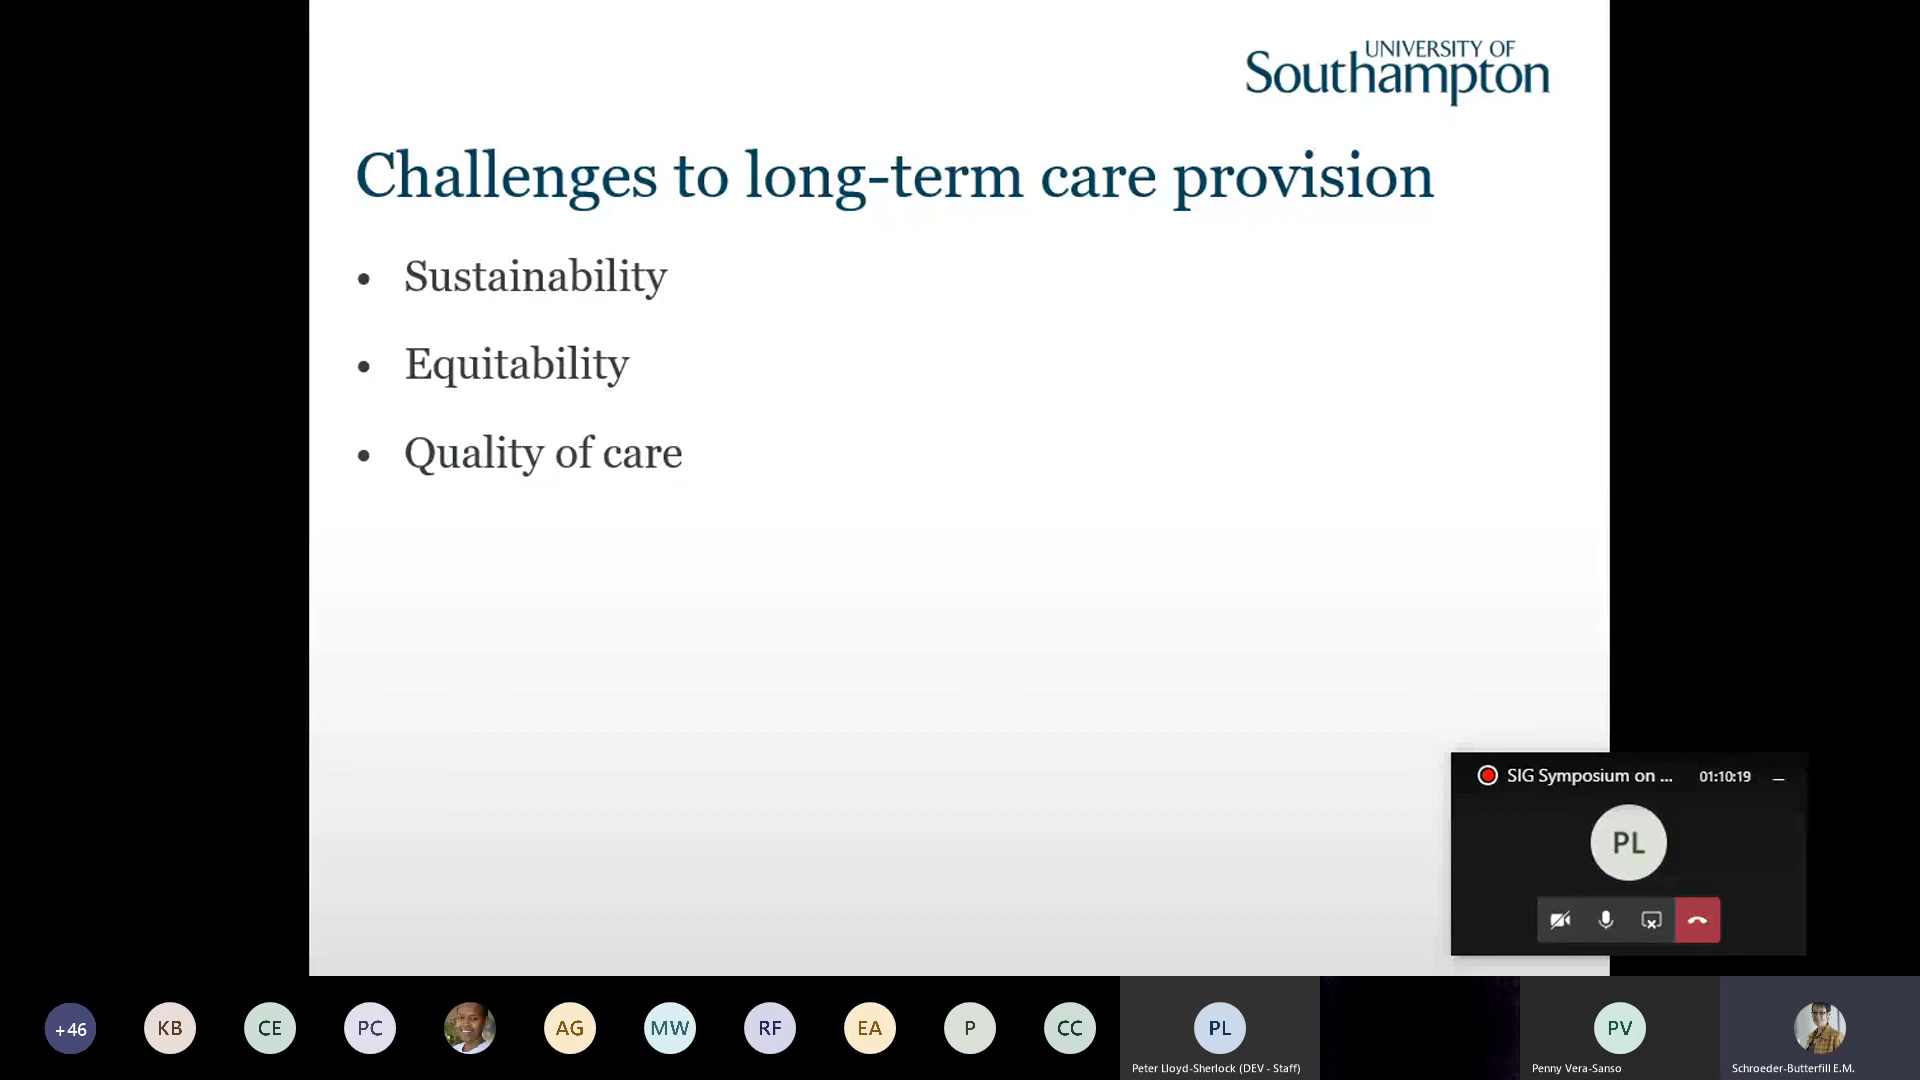 UNIVERSITY OF
Southampton
Challenges to long-term care provision
• Sustainability
• Equitability
• Quality of care
SIG Symposium on ... 01:10:19
PL
+46 KB CE PC AG MW RF EA P CC PL PV
Peter Lloyd-Sherlock (DEV - Staff) Penny Vera-Sanso Schroeder-Butterfill E.M.